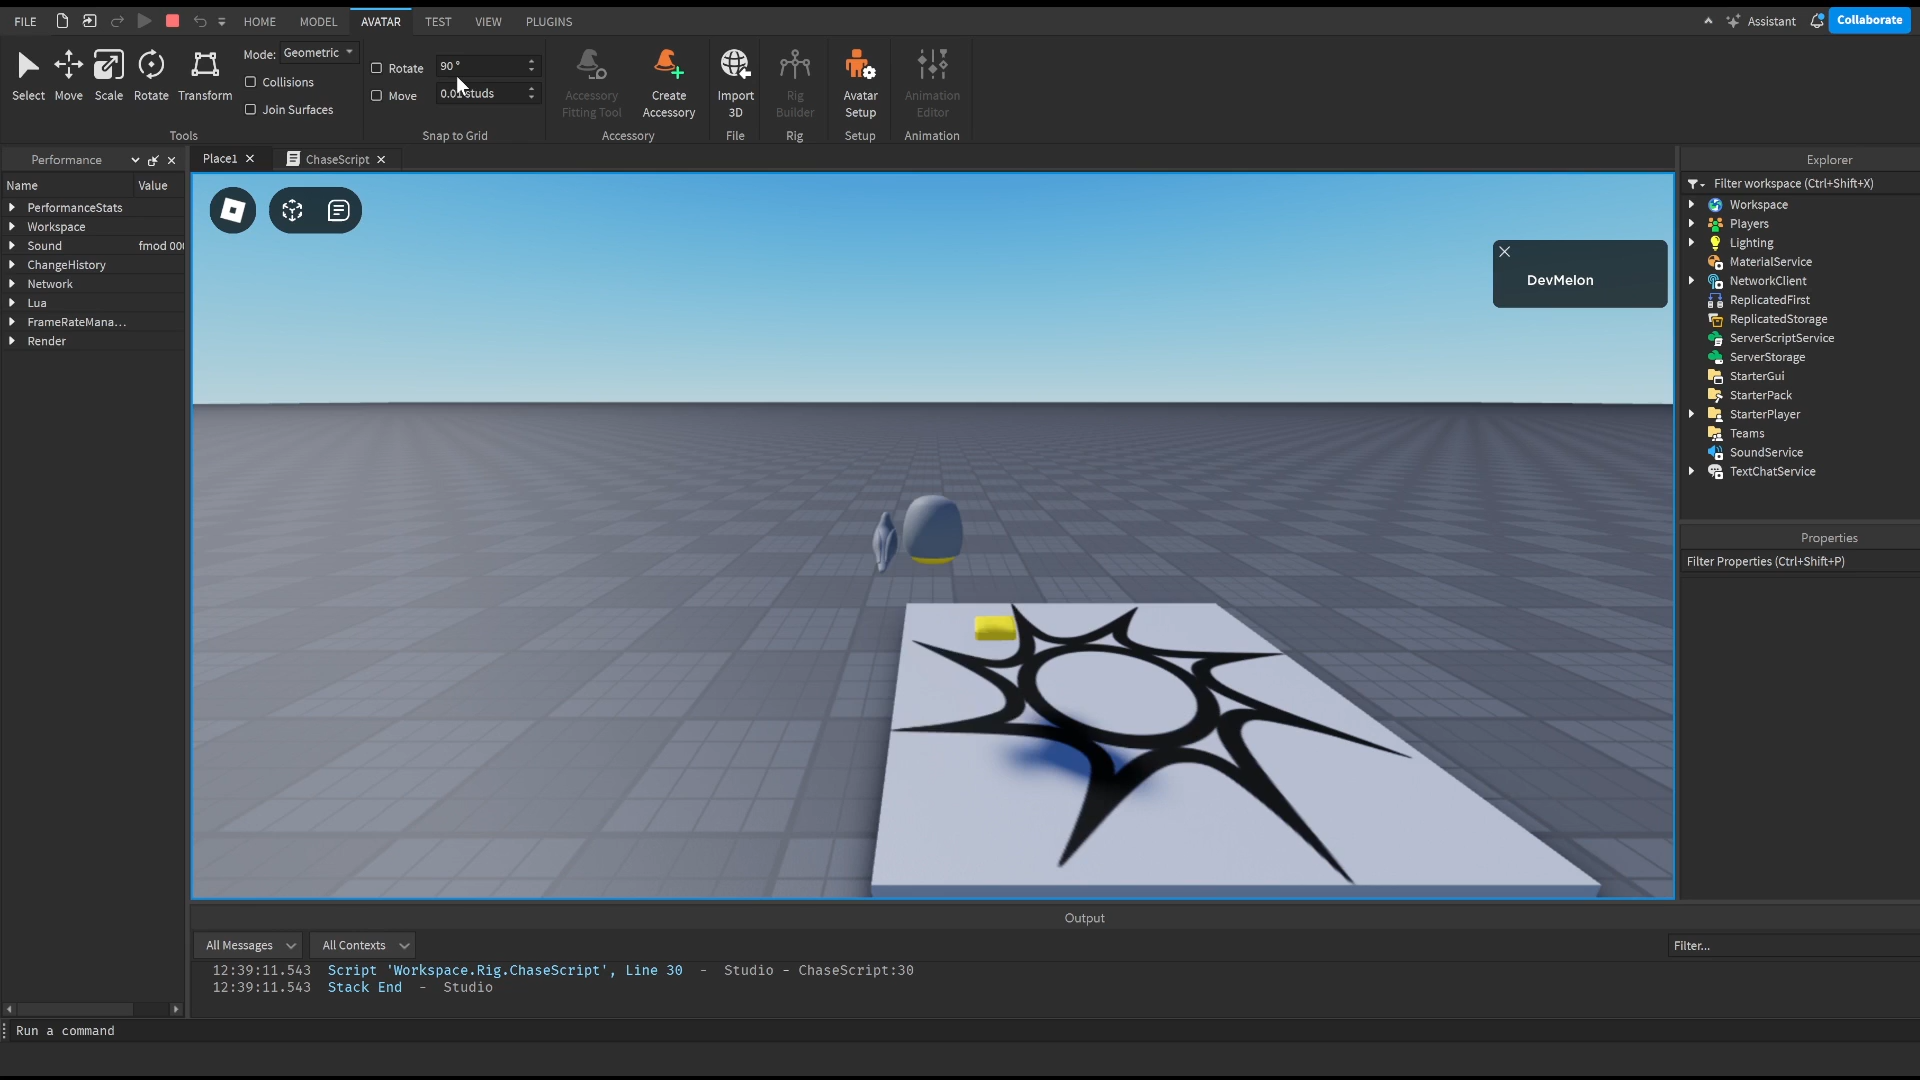 FILE HOME MODEL AVATAR TEST VIEW PLUGINS Assistant Collaborate
Select Move Scale Rotate Transform
Mode: Geometric
Collisions
Join Surfaces
Tools
Rotate 90 °
Move 0.01 studs
Snap to Grid
Accessory
Fitting Tool
Create
Accessory
Accessory
Import
3D
File
Rig
Builder
Rig
Avatar
Setup
Setup
Animation
Editor
Animation
Performance
Name Value
PerformanceStats
Workspace
Sound fmod 00
ChangeHistory
Network
Lua
FrameRateMana...
Render
Place1 ChaseScript
DevMelon
Explorer
Filter workspace (Ctrl+Shift+X)
Workspace
Players
Lighting
MaterialService
NetworkClient
ReplicatedFirst
ReplicatedStorage
ServerScriptService
ServerStorage
StarterGui
StarterPack
StarterPlayer
Teams
SoundService
TextChatService
Properties
Filter Properties (Ctrl+Shift+P)
Output
All Messages All Contexts Filter...
12:39:11.543 Script 'Workspace.Rig.ChaseScript', Line 30 - Studio - ChaseScript:30
12:39:11.543 Stack End - Studio
Run a command